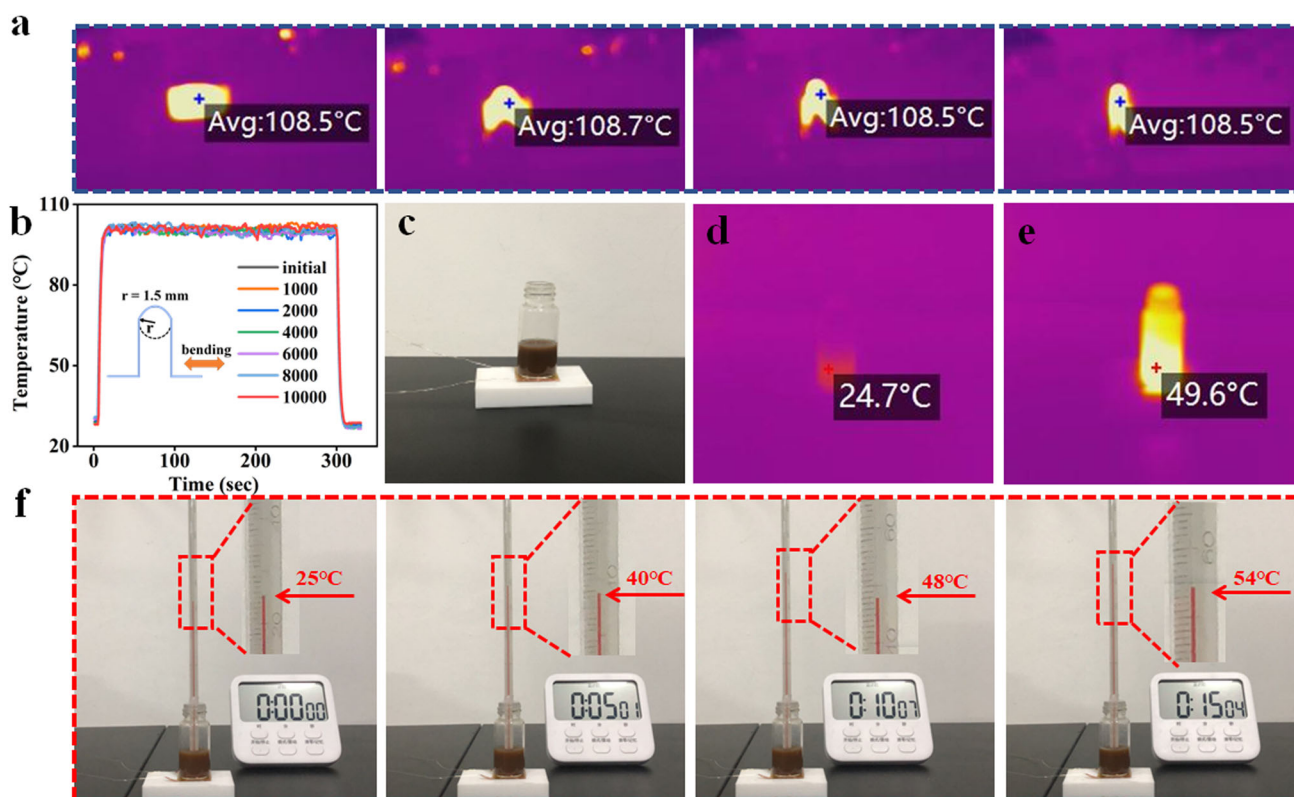 a
Avg:108.5°C
Avg:108.7°C
Avg:108.5°C
Avg:108.5°C
b
Temperature (℃)
110
80
50
20
0
100
200
300
Time (sec)
r = 1.5 mm
r
bending
initial
1000
2000
4000
6000
8000
10000
c
d
24.7°C
e
49.6°C
f
25℃
0:00 00
40℃
0:05 01
48℃
0:10 07
54℃
0:15 04